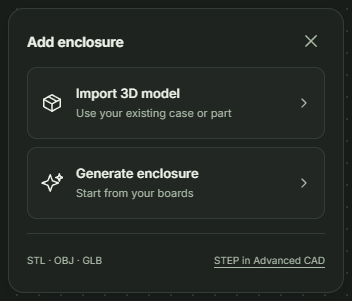 Add enclosure
Import 3D model
Use your existing case or part
Generate enclosure
Start from your boards
STL · OBJ · GLB
STEP in Advanced CAD